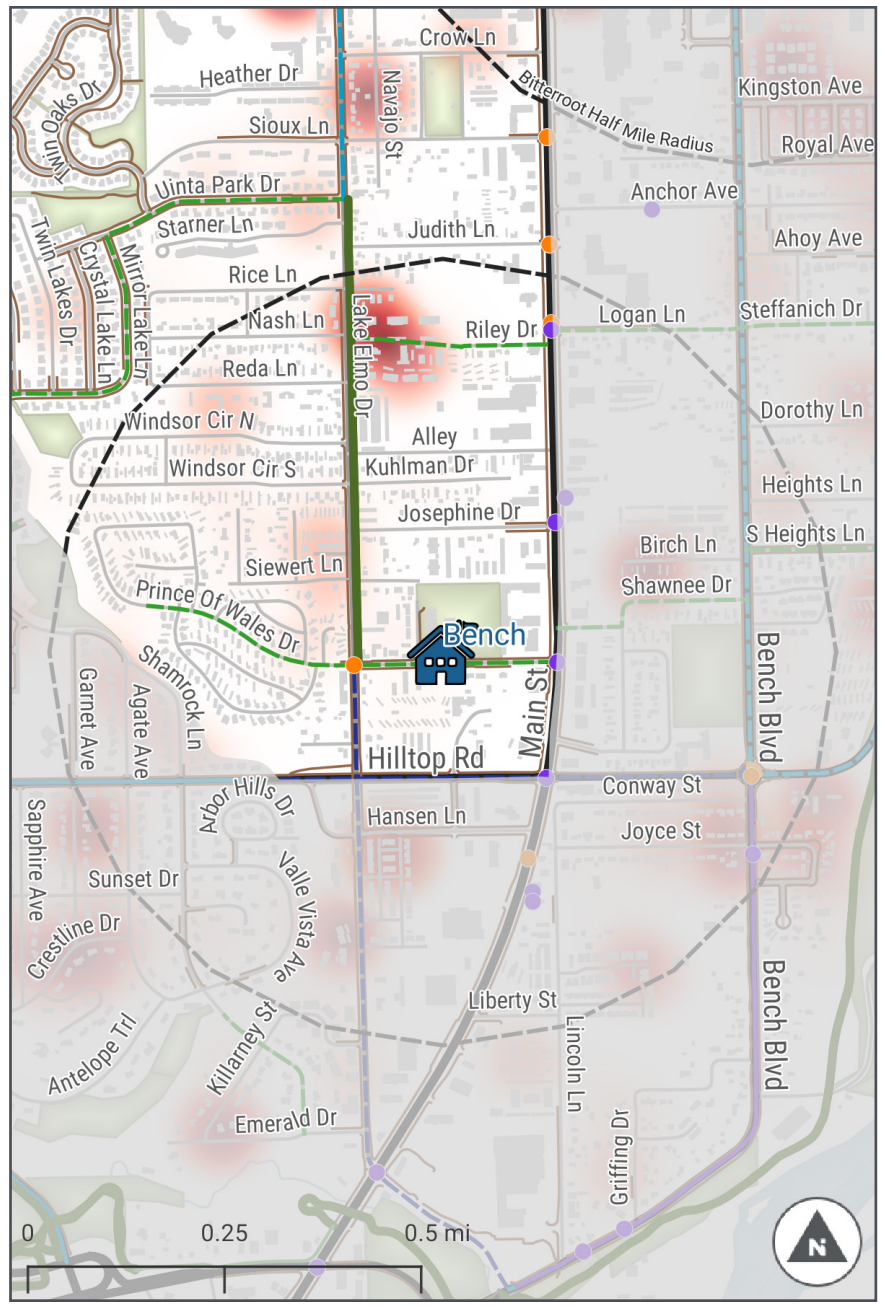 Crow Ln
Heather Dr
Navajo St
Twin Oaks Dr
Bitterroot Half Mile Radius
Kingston Ave
Sioux Ln
Royal Ave
Uinta Park Dr
Anchor Ave
Starner Ln
Judith Ln
Ahoy Ave
Twin Lakes Dr
Crystal Lake Ln
Mirror Lake Ln
Rice Ln
Nash Ln
Lake Elmo Dr
Riley Dr
Logan Ln
Steffanich Dr
Reda Ln
Windsor Cir N
Dorothy Ln
Alley
Windsor Cir S
Kuhlman Dr
Heights Ln
Josephine Dr
S Heights Ln
Birch Ln
Siewert Ln
Shawnee Dr
Prince Of Wales Dr
Bench
Shamrock Ln
Garnet Ave
Agate Ave
Main St
Bench Blvd
Hilltop Rd
Conway St
Arbor Hills Dr
Hansen Ln
Joyce St
Sapphire Ave
Sunset Dr
Valle Vista Ave
Crestline Dr
Liberty St
Bench Blvd
Lincoln Ln
Antelope Trl
Killarney St
Emerald Dr
Griffing Dr
0 0.25 0.5 mi
N